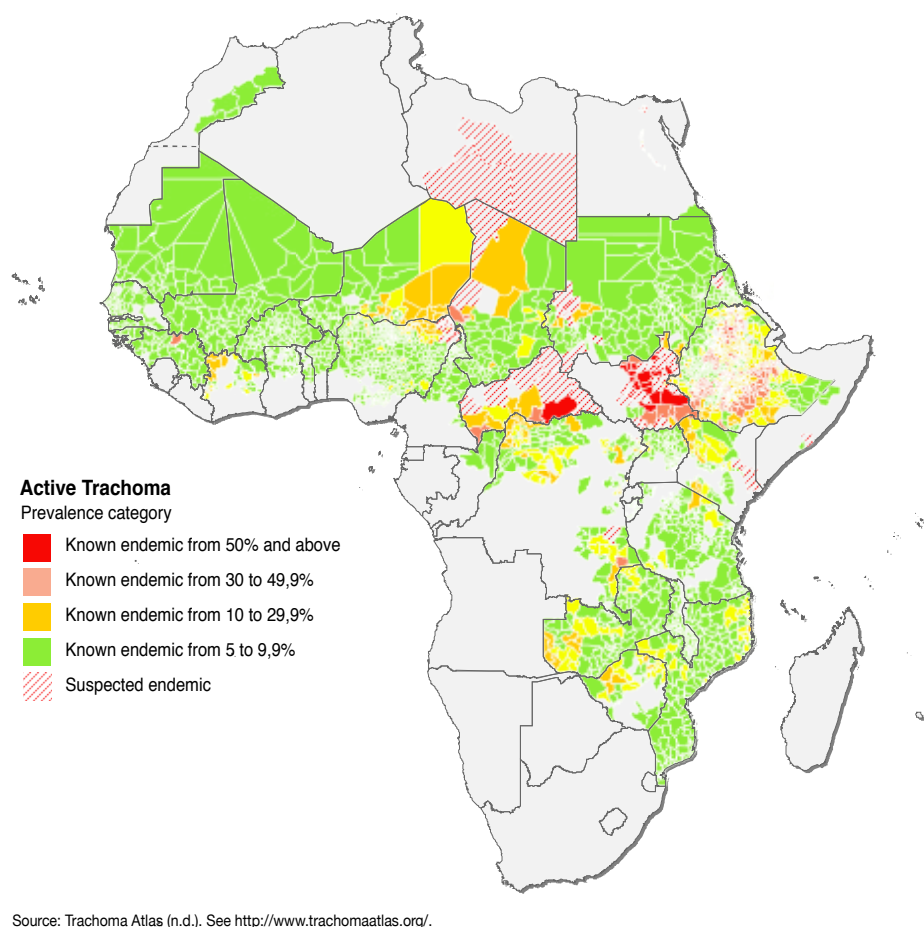 Active Trachoma
Prevalence category
Known endemic from 50% and above
Known endemic from 30 to 49,9%
Known endemic from 10 to 29,9%
Known endemic from 5 to 9,9%
Suspected endemic
Source: Trachoma Atlas (n.d.). See http://www.trachomaatlas.org/.